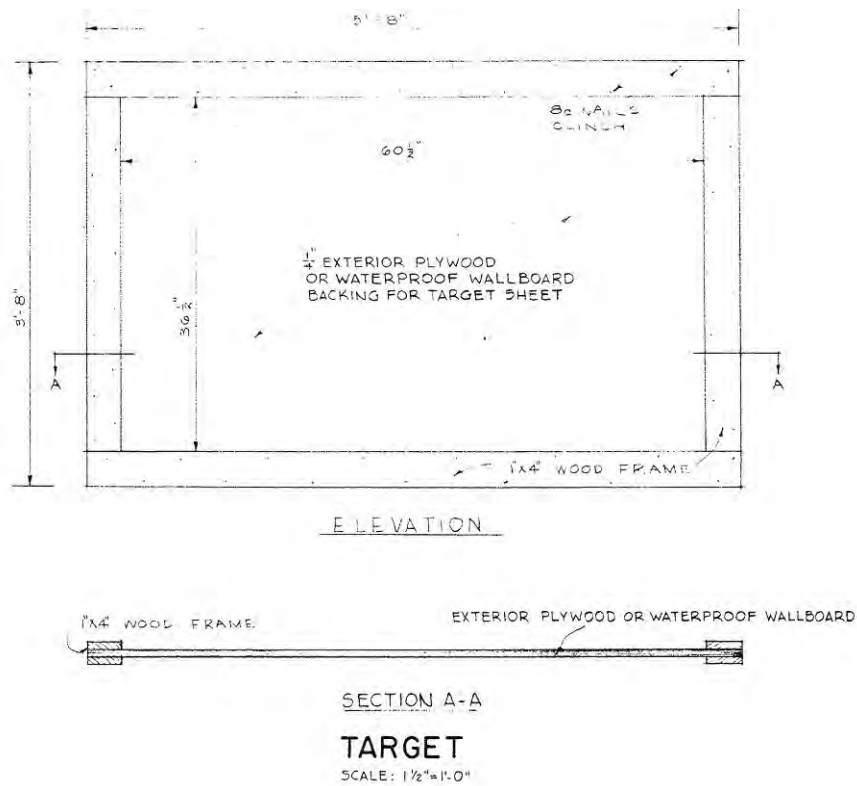 5'-8"
8D NAILS
CLINCH
60½"
¼" EXTERIOR PLYWOOD
OR WATERPROOF WALLBOARD
BACKING FOR TARGET SHEET
3'-8"
36½"
A
A
1"X4" WOOD FRAME
ELEVATION
1"X4" WOOD FRAME
EXTERIOR PLYWOOD OR WATERPROOF WALLBOARD
SECTION A-A
TARGET
SCALE: 1½"=1'-0"